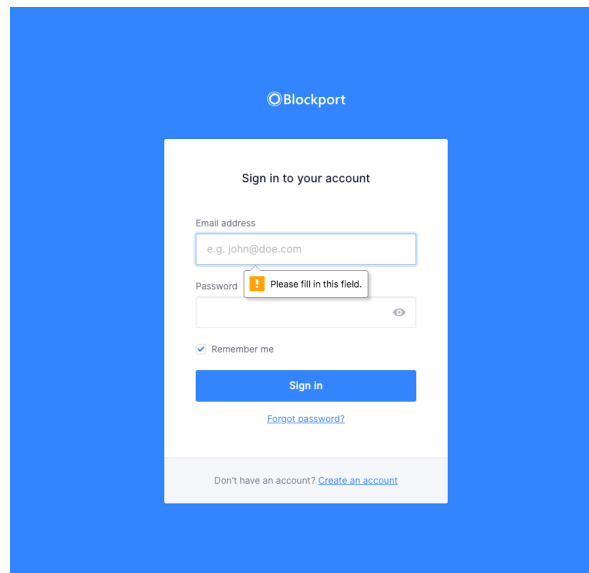 Blockport
Sign in to your account
Email address
e.g. john@doe.com
Please fill in this field.
Password
Remember me
Sign in
Forgot password?
Don't have an account? Create an account